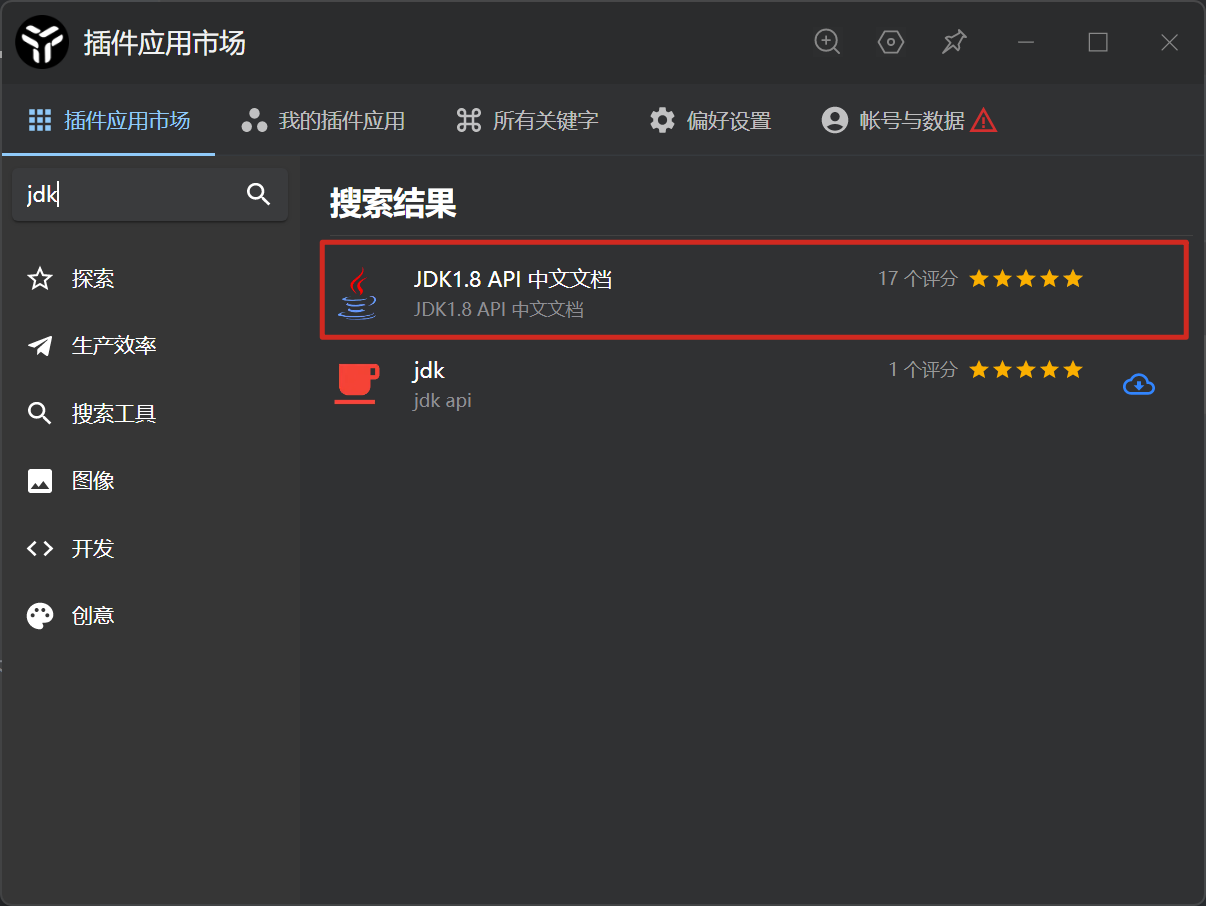 插件应用市场
插件应用市场 我的插件应用 所有关键字 偏好设置 帐号与数据
jdk
探索
生产效率
搜索工具
图像
开发
创意
搜索结果
JDK1.8 API 中文文档 17 个评分
JDK1.8 API 中文文档
jdk 1 个评分
jdk api